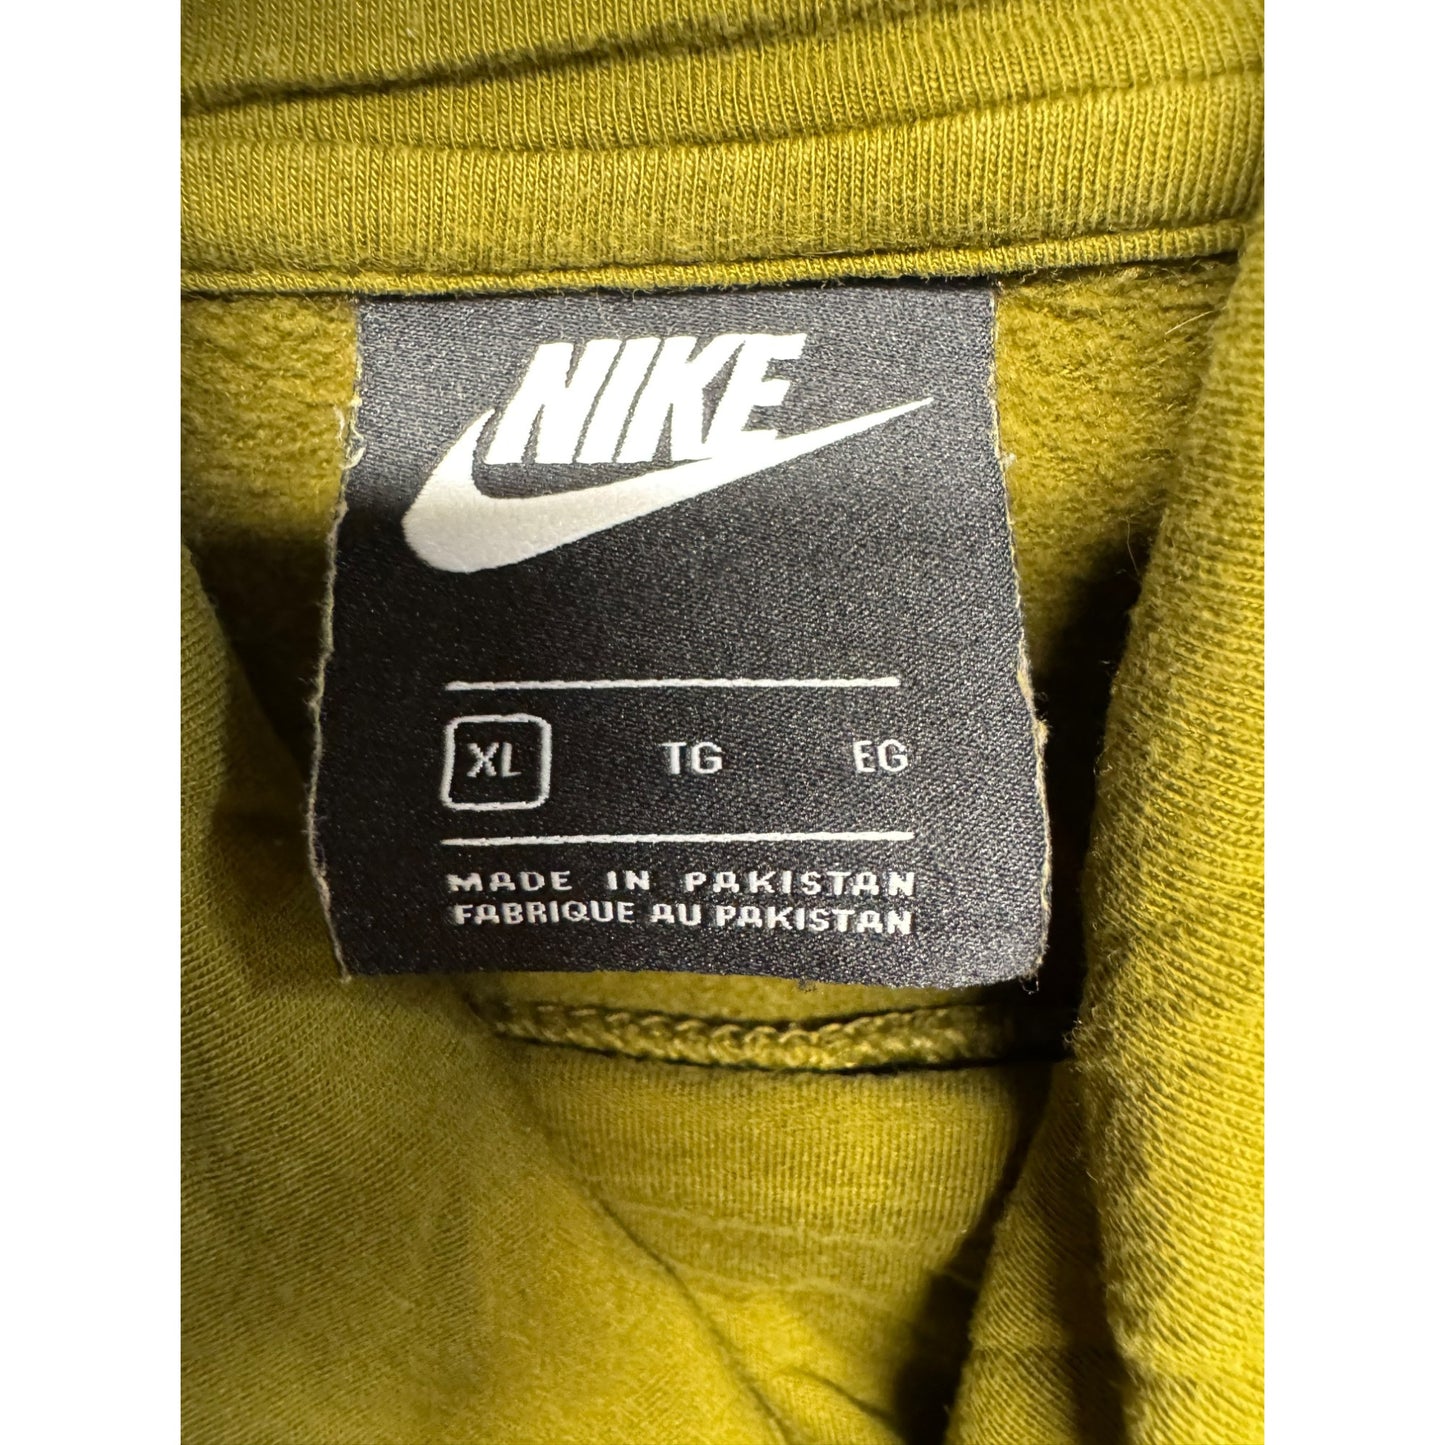 NIKE
XL TG EG
MADE IN PAKISTAN
FABRIQUE AU PAKISTAN